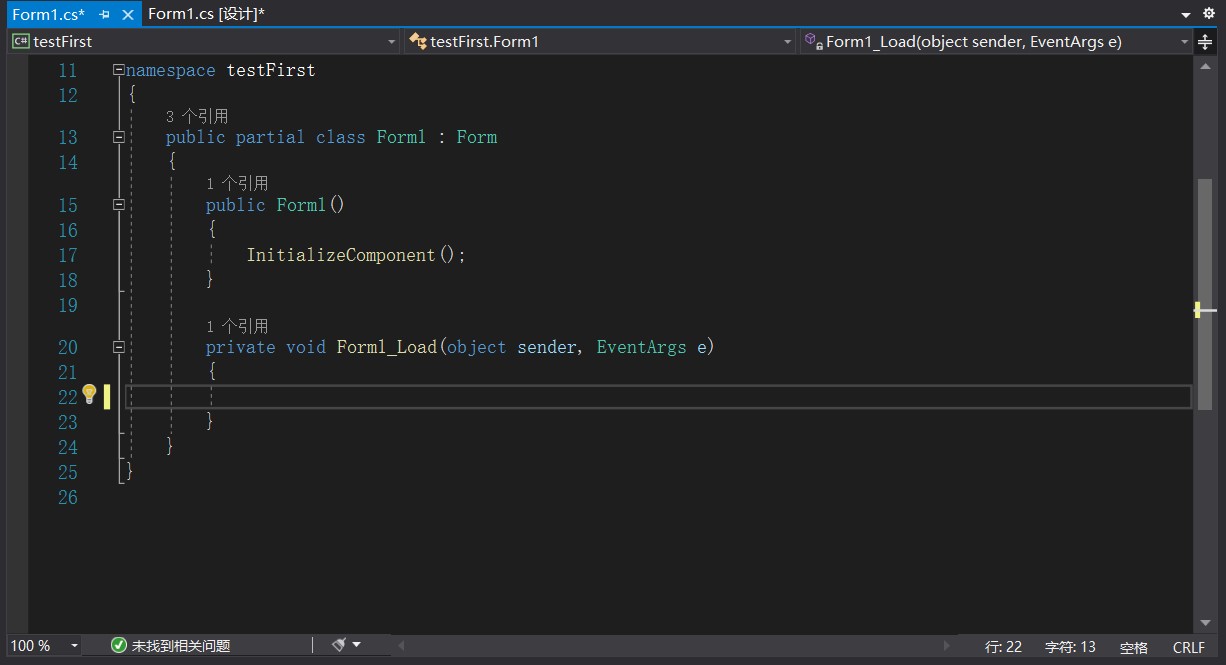 Form1.cs*
Form1.cs [设计]*
C# testFirst
testFirst.Form1
Form1_Load(object sender, EventArgs e)
11 namespace testFirst
12 {
3 个引用
13 public partial class Form1 : Form
14 {
1 个引用
15 public Form1()
16 {
17 InitializeComponent();
18 }
19
1 个引用
20 private void Form1_Load(object sender, EventArgs e)
21 {
22
23 }
24 }
25 }
26
100 %
未找到相关问题
行: 22
字符: 13
空格
CRLF